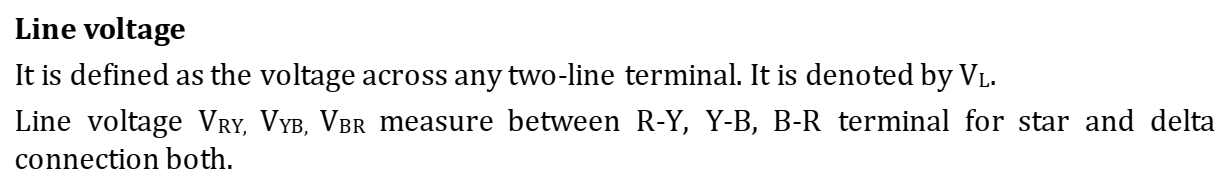 Line voltage
It is defined as the voltage across any two-line terminal. It is denoted by VL.
Line voltage VRY, VYB, VBR measure between R-Y, Y-B, B-R terminal for star and delta
connection both.